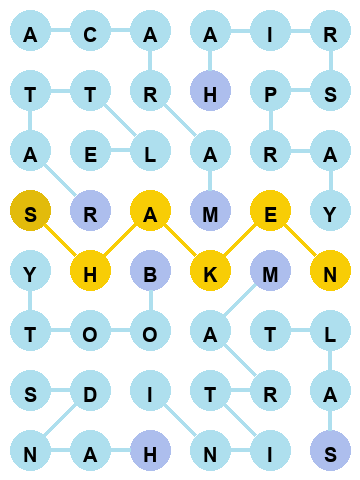 A C A A I R
T T R H P S
A E L A R A
S R A M E Y
Y H B K M N
T O O A T L
S D I T R A
N A H N I S